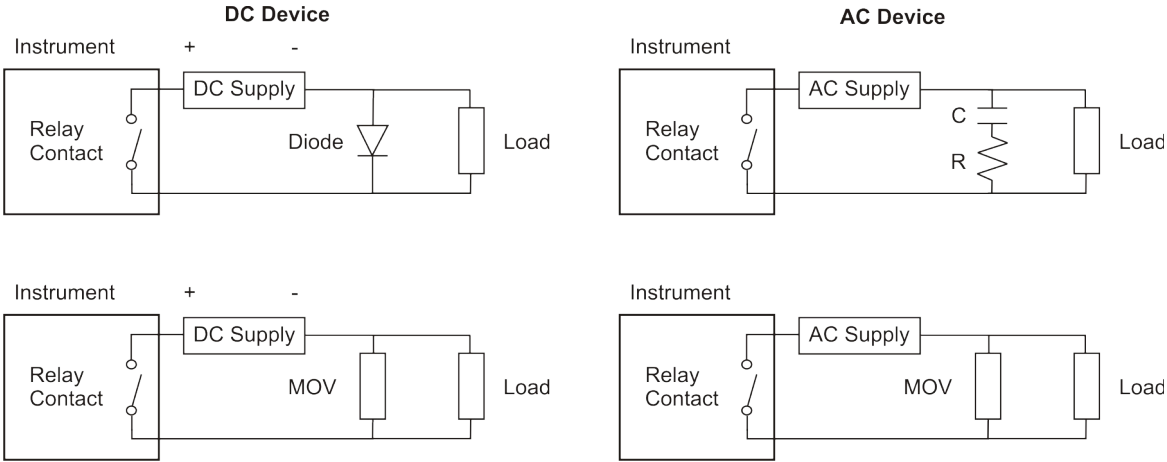 DC Device
Instrument + -
DC Supply
Relay
Contact
Diode
Load
AC Device
Instrument
AC Supply
Relay
Contact
C
R
Load
Instrument + -
DC Supply
Relay
Contact
MOV
Load
Instrument
AC Supply
Relay
Contact
MOV
Load